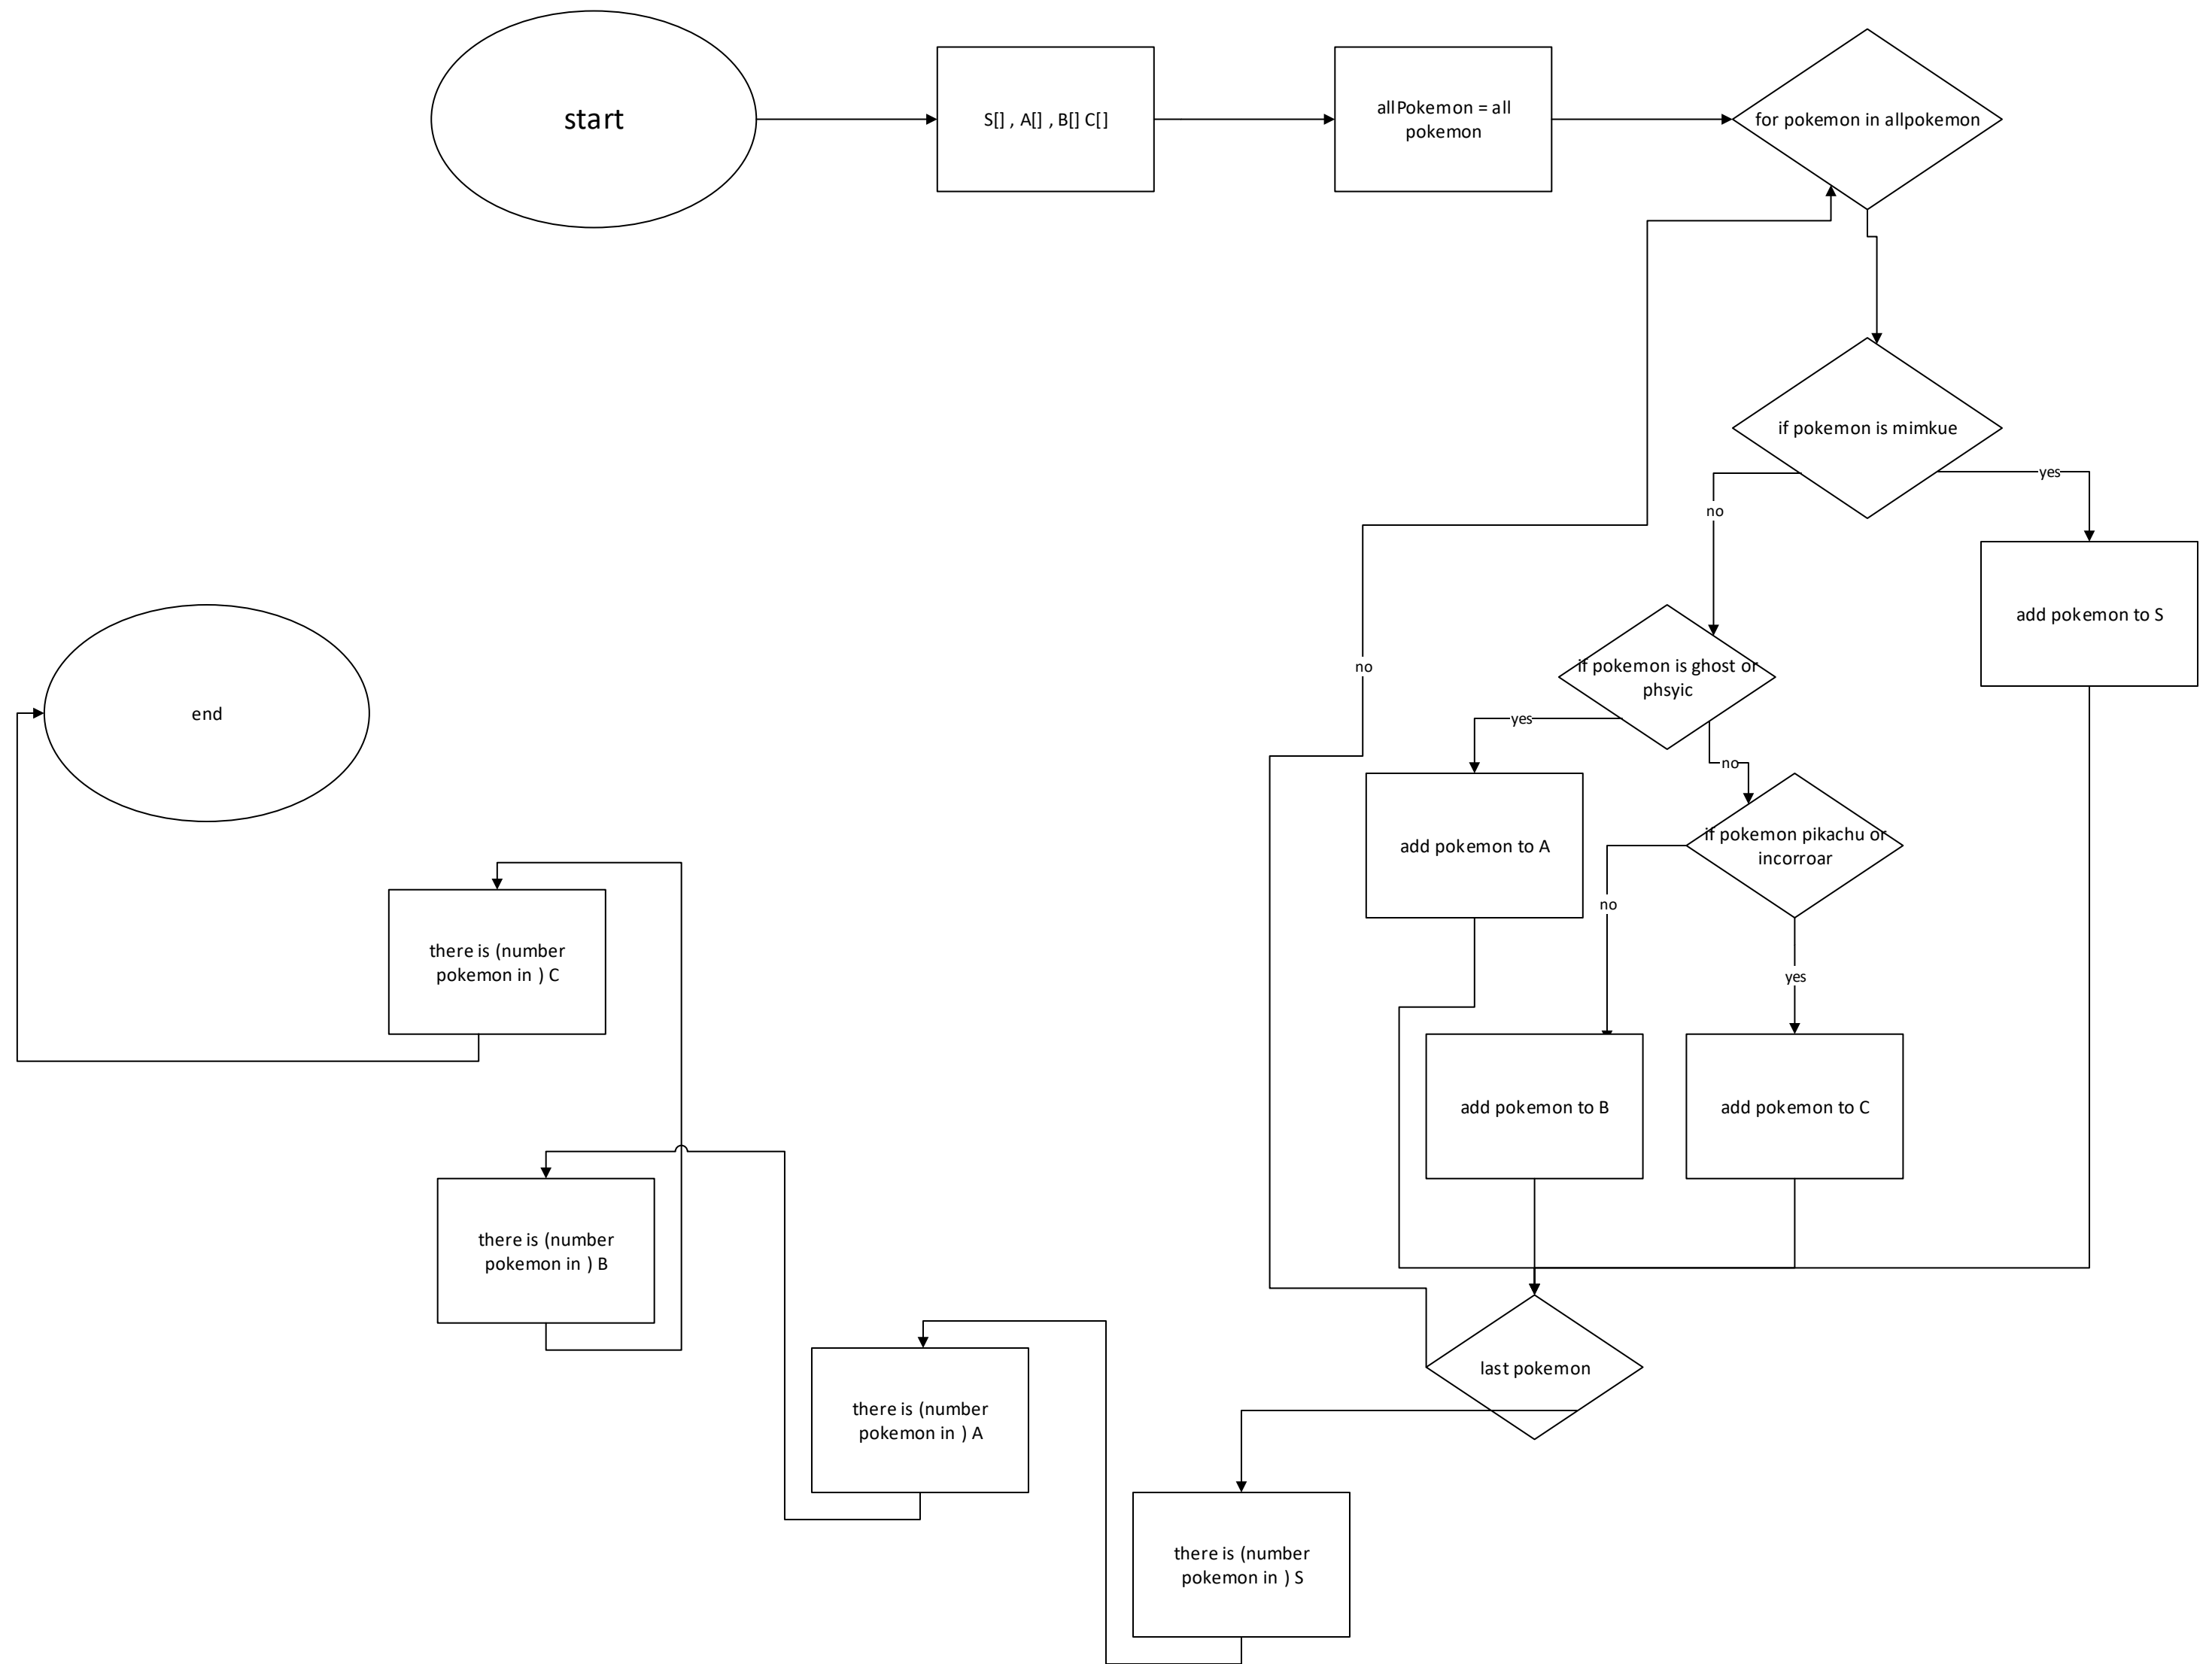 start
S[] , A[] , B[] C[]
allPokemon = all
pokemon
for pokemon in allpokemon
if pokemon is mimkue
yes
no
add pokemon to S
if pokemon is ghost or
phsyic
no
end
yes
no
add pokemon to A
if pokemon pikachu or
incorroar
no
there is (number
pokemon in ) C
yes
add pokemon to B
add pokemon to C
there is (number
pokemon in ) B
last pokemon
there is (number
pokemon in ) A
there is (number
pokemon in ) S